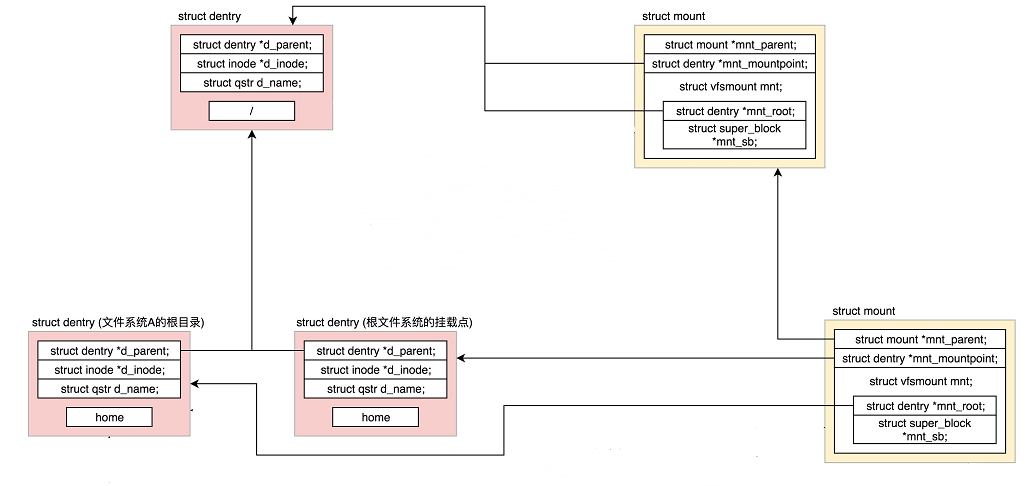 struct dentry
struct dentry *d_parent;
struct inode *d_inode;
struct qstr d_name;
/
struct mount
struct mount *mnt_parent;
struct dentry *mnt_mountpoint;
struct vfsmount mnt;
struct dentry *mnt_root;
struct super_block
*mnt_sb;
struct dentry (文件系统A的根目录)
struct dentry *d_parent;
struct inode *d_inode;
struct qstr d_name;
home
struct dentry (根文件系统的挂载点)
struct dentry *d_parent;
struct inode *d_inode;
struct qstr d_name;
home
struct mount
struct mount *mnt_parent;
struct dentry *mnt_mountpoint;
struct vfsmount mnt;
struct dentry *mnt_root;
struct super_block
*mnt_sb;